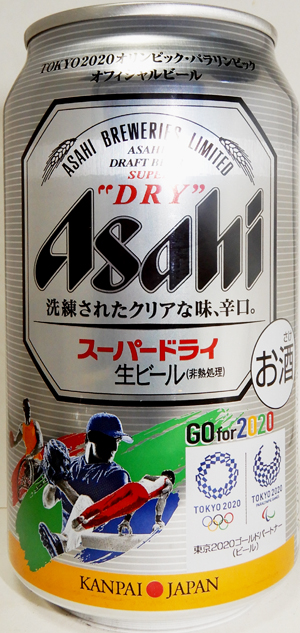 TOKYO2020オリンピック・パラリンピック
オフィシャルビール
ASAHI BREWERIES LIMITED
ASAHI
DRAFT
SUPER
"DRY"
Asahi
洗練されたクリアな味、辛口。
スーパードライ
生ビール(非熱処理)
さけ
お酒
GO for 2020
TOKYO 2020
TOKYO 2020
東京2020ゴールドパートナー
(ビール)
KANPAI JAPAN